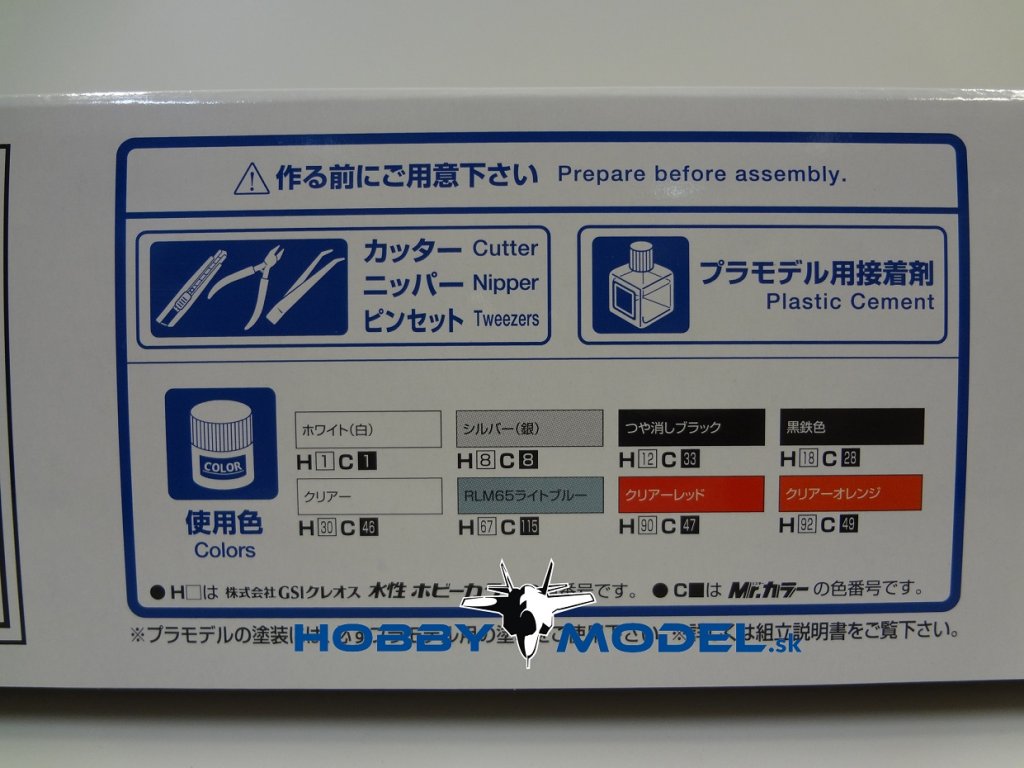 作る前にご用意下さい Prepare before assembly.
カッター Cutter
ニッパー Nipper
ピンセット Tweezers
プラモデル用接着剤
Plastic Cement
COLOR
使用色
Colors
ホワイト(白) シルバー(銀) つや消しブラック 黒鉄色
H 1 C 1 H 8 C 8 H 12 C 33 H 18 C 28
クリアー RLM65ライトブルー クリアーレッド クリアーオレンジ
H 30 C 46 H 67 C 115 H 90 C 47 H 92 C 49
●H□は 株式会社GSIクレオス 水性 ホビーカ 番号です。 ●C■は Mr.カラー の色番号です。
※プラモデルの塗装には 組立説明書をご覧下さい。
HOBBY MODEL.sk